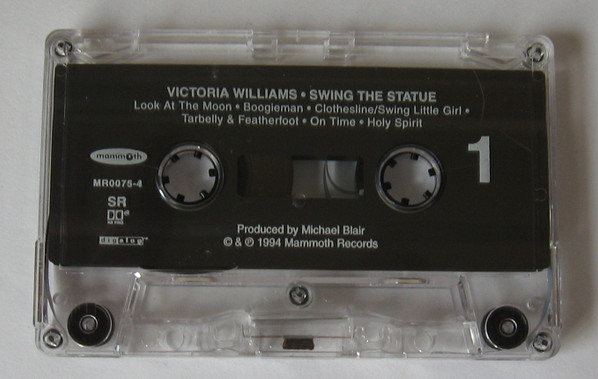 VICTORIA WILLIAMS • SWING THE STATUE
Look At The Moon • Boogieman • Clothesline/Swing Little Girl •
Tarbelly & Featherfoot • On Time • Holy Spirit
1
mammoth
MR0075-4
SR
Produced by Michael Blair
© & ℗ 1994 Mammoth Records